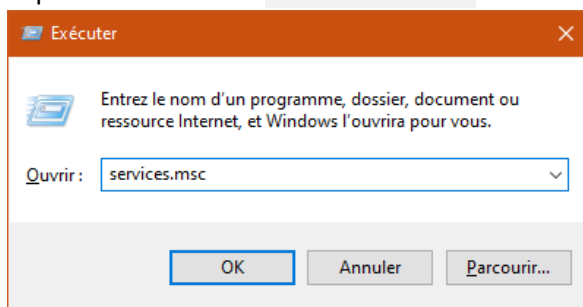 Exécuter
Entrez le nom d'un programme, dossier, document ou
ressource Internet, et Windows l'ouvrira pour vous.
Ouvrir :
services.msc
OK
Annuler
Parcourir...